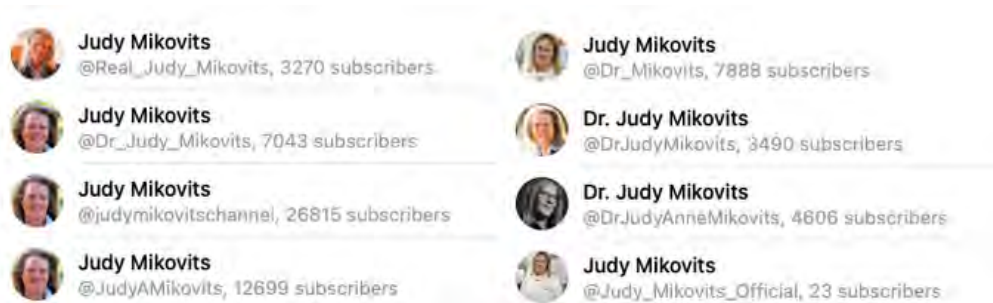 Judy Mikovits
@Real_Judy_Mikovits, 3270 subscribers
Judy Mikovits
@Dr_Judy_Mikovits, 7043 subscribers
Judy Mikovits
@judymikovitschannel, 26815 subscribers
Judy Mikovits
@JudyAMikovits, 12699 subscribers
Judy Mikovits
@Dr_Mikovits, 7888 subscribers
Dr. Judy Mikovits
@DrJudyMikovits, 3490 subscribers
Dr. Judy Mikovits
@DrJudyAnneMikovits, 4606 subscribers
Judy Mikovits
@Judy_Mikovits_Official, 23 subscribers